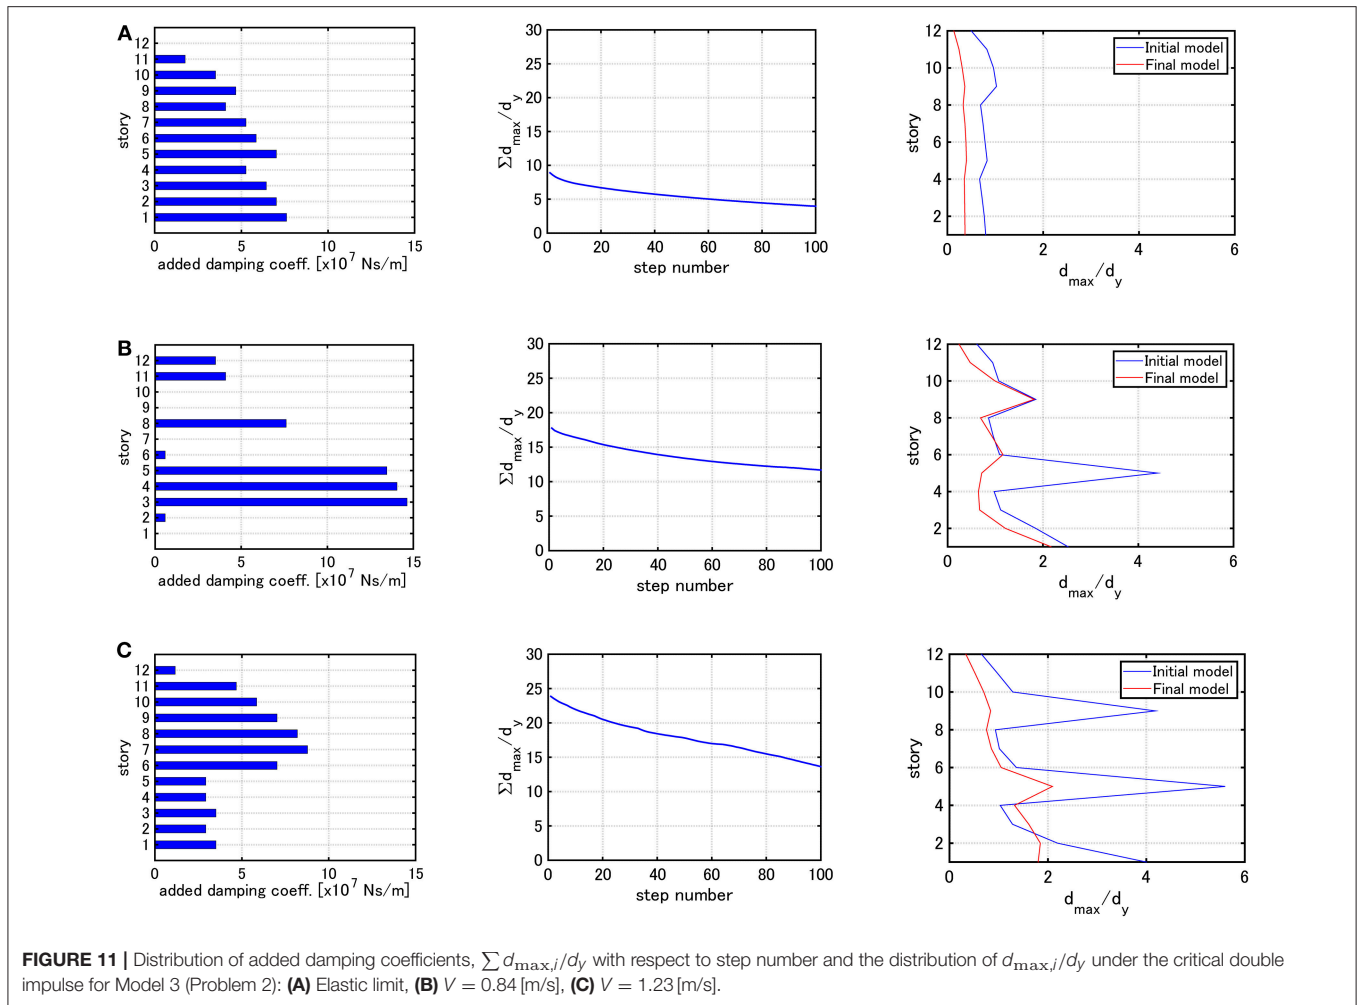 A
12
11
10
9
8
7
6
5
4
3
2
1
story
0 5 10 15
added damping coeff. [x10^7 Ns/m]
30
25
20
15
10
5
0
Σd_max/d_y
0 20 40 60 80 100
step number
12
10
8
6
4
2
story
Initial model
Final model
0 2 4 6
d_max/d_y
B
12
11
10
9
8
7
6
5
4
3
2
1
story
0 5 10 15
added damping coeff. [x10^7 Ns/m]
30
25
20
15
10
5
0
Σd_max/d_y
0 20 40 60 80 100
step number
12
10
8
6
4
2
story
Initial model
Final model
0 2 4 6
d_max/d_y
C
12
11
10
9
8
7
6
5
4
3
2
1
story
0 5 10 15
added damping coeff. [x10^7 Ns/m]
30
25
20
15
10
5
0
Σd_max/d_y
0 20 40 60 80 100
step number
12
10
8
6
4
2
story
Initial model
Final model
0 2 4 6
d_max/d_y
FIGURE 11 | Distribution of added damping coefficients, ∑ d_max,i/d_y with respect to step number and the distribution of d_max,i/d_y under the critical double
impulse for Model 3 (Problem 2): (A) Elastic limit, (B) V = 0.84 [m/s], (C) V = 1.23 [m/s].